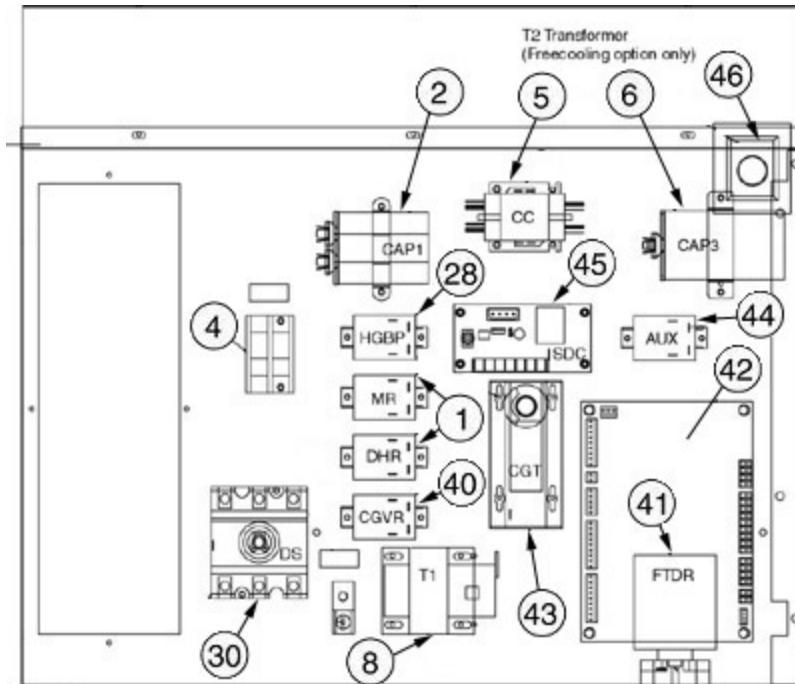 T2 Transformer
(Freecooling option only)
46
2
5
6
CC
CAP1
CAP3
28
45
4
44
HGBP
SDC
AUX
42
MR
1
DHR
CGT
40
CGVR
41
DS
T1
FTDR
43
30
8